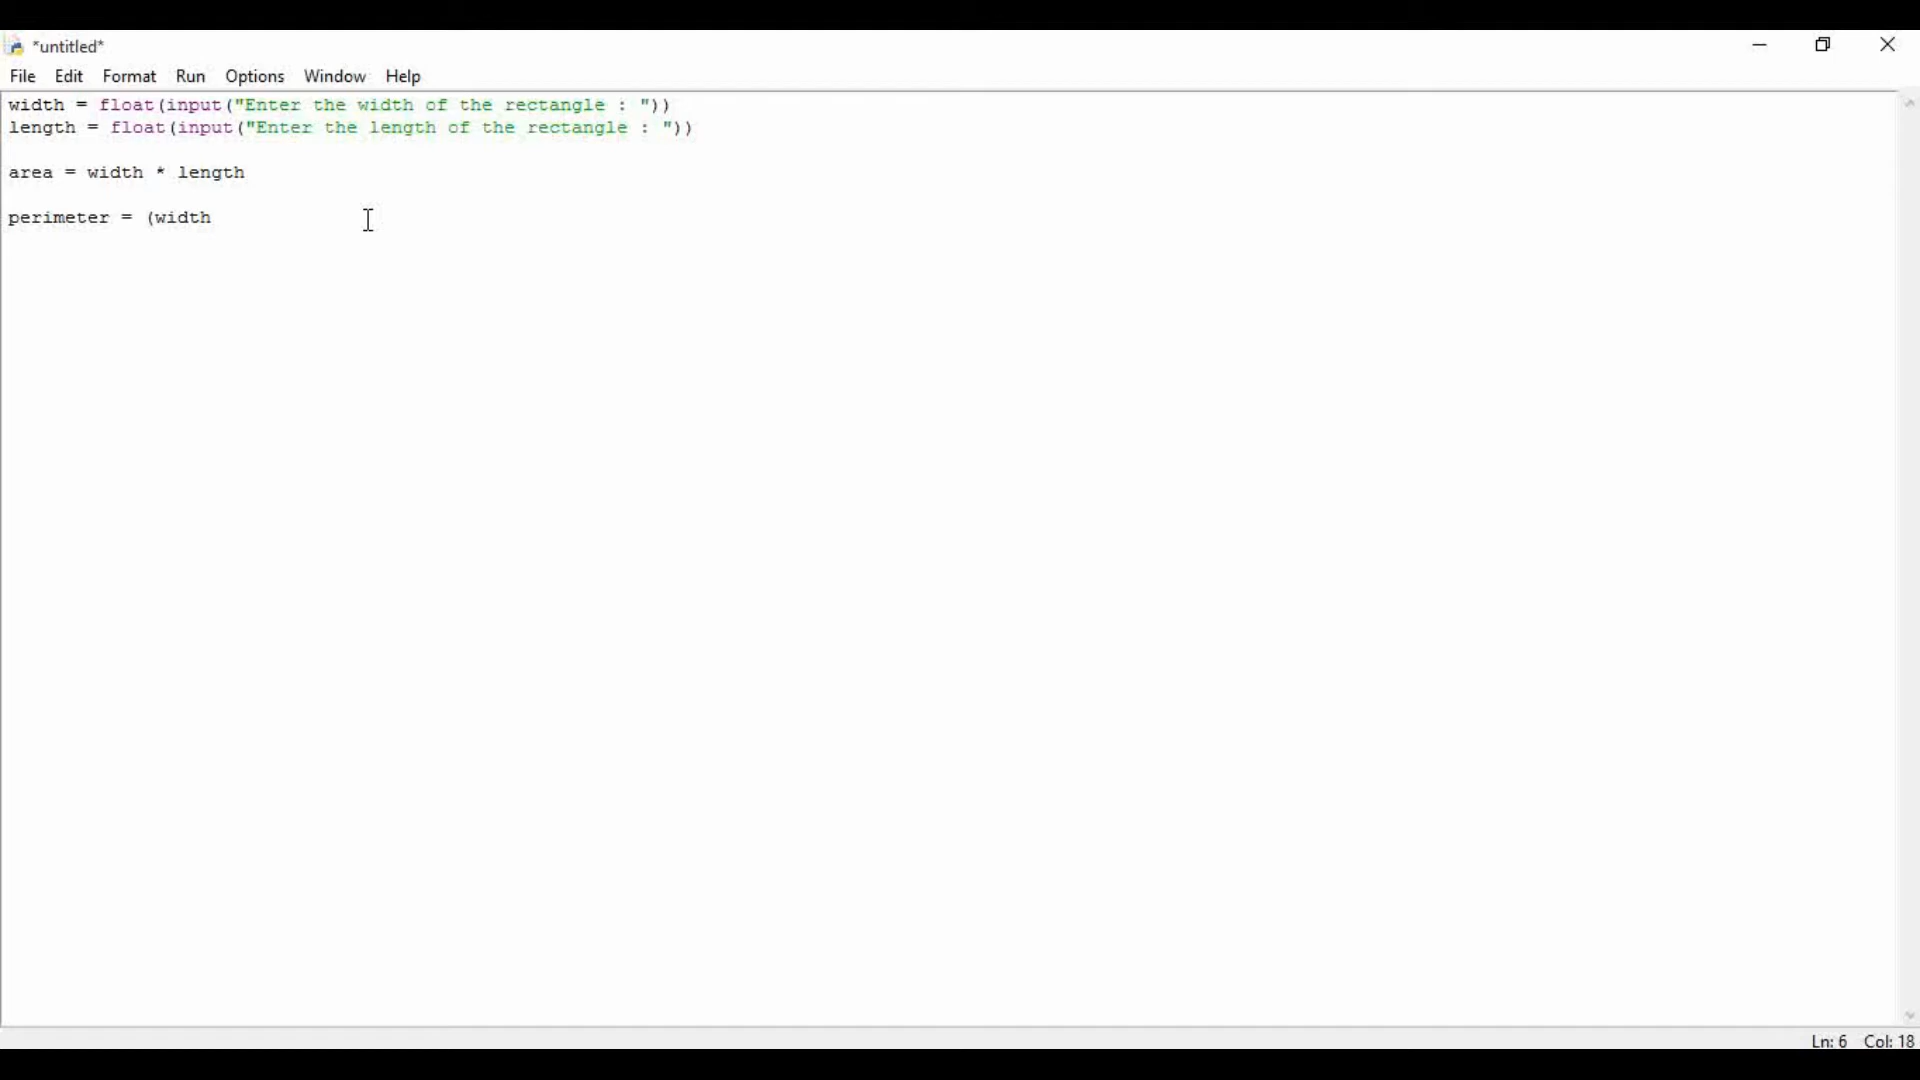 *untitled*
File Edit Format Run Options Window Help
width = float(input("Enter the width of the rectangle : "))
length = float(input("Enter the length of the rectangle : "))
area = width * length
perimeter = (width
Ln: 6 Col: 18